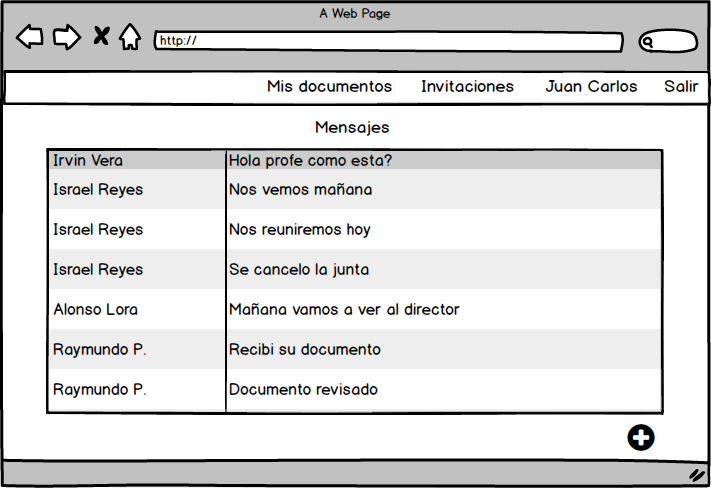 A Web Page
http://
Mis documentos Invitaciones Juan Carlos Salir
Mensajes
Irvin Vera Hola profe como esta?
Israel Reyes Nos vemos mañana
Israel Reyes Nos reuniremos hoy
Israel Reyes Se cancelo la junta
Alonso Lora Mañana vamos a ver al director
Raymundo P. Recibi su documento
Raymundo P. Documento revisado